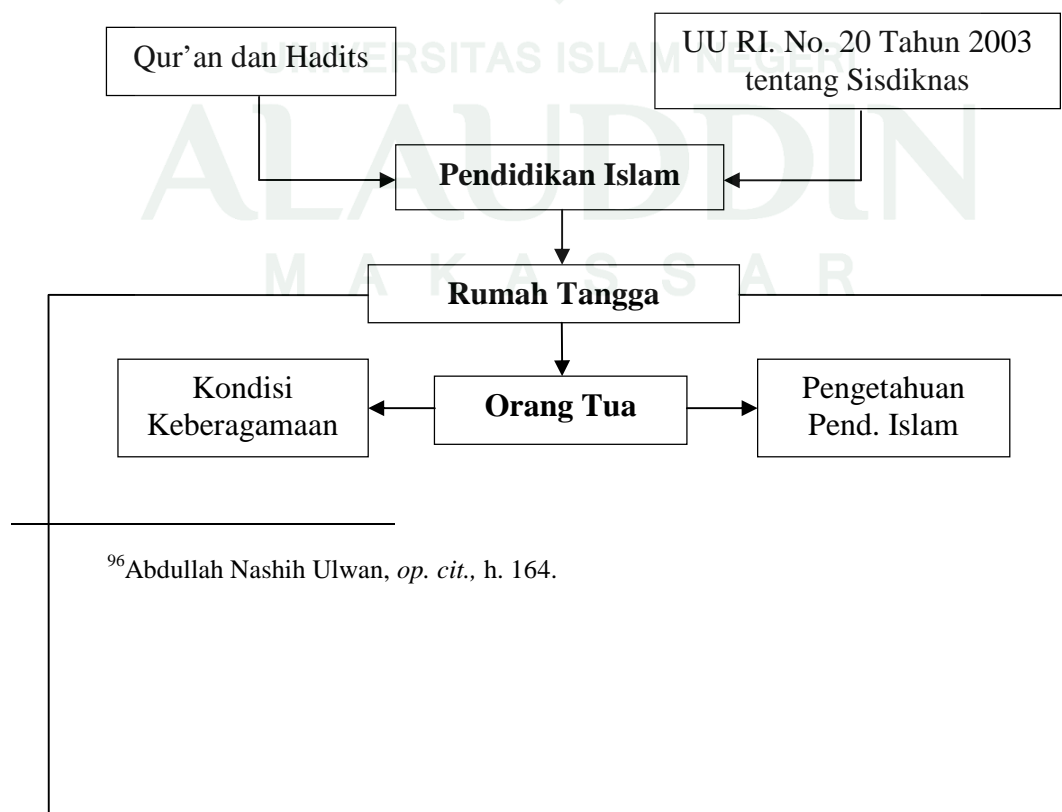 Qur'an dan Hadits
UU RI. No. 20 Tahun 2003
tentang Sisdiknas
UNIVERSITAS ISLAM NEGERI
ALAUDDIN
MAKASSAR
Pendidikan Islam
Rumah Tangga
Kondisi
Keberagamaan
Orang Tua
Pengetahuan
Pend. Islam
96Abdullah Nashih Ulwan, op. cit., h. 164.